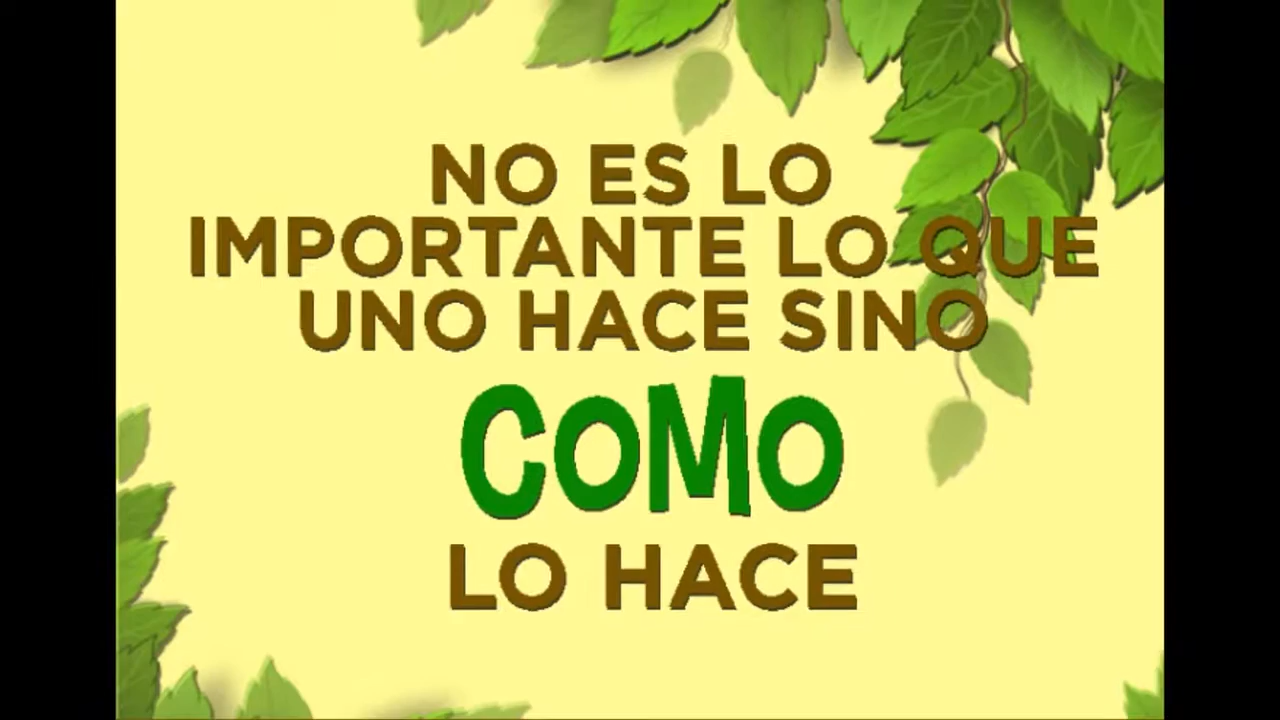 NO ES LO
IMPORTANTE LO QUE
UNO HACE SINO
COMO
LO HACE